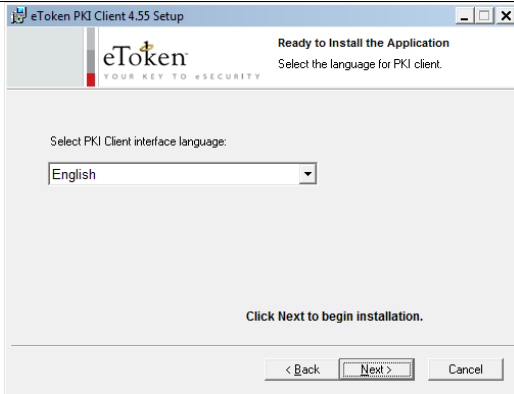 eToken PKI Client 4.55 Setup
eToken
YOUR KEY TO eSECURITY
Ready to Install the Application
Select the language for PKI client.
Select PKI Client interface language:
English
Click Next to begin installation.
< Back
Next >
Cancel